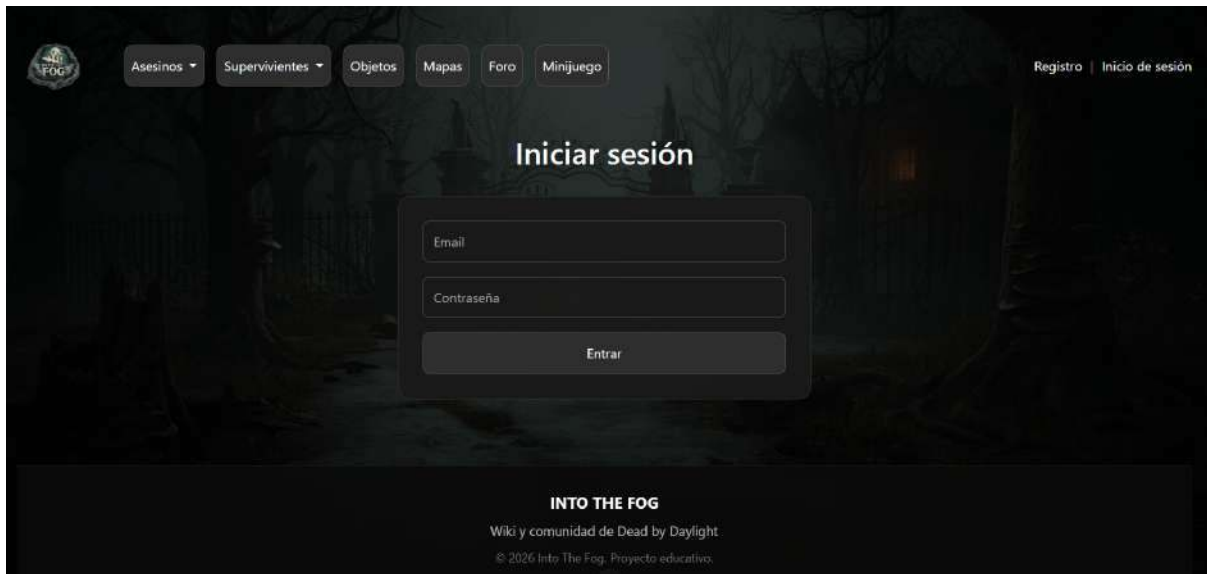 FOG
Asesinos Supervivientes Objetos Mapas Foro Minijuego
Registro | Inicio de sesión
Iniciar sesión
Email
Contraseña
Entrar
INTO THE FOG
Wiki y comunidad de Dead by Daylight
© 2026 Into The Fog. Proyecto educativo.